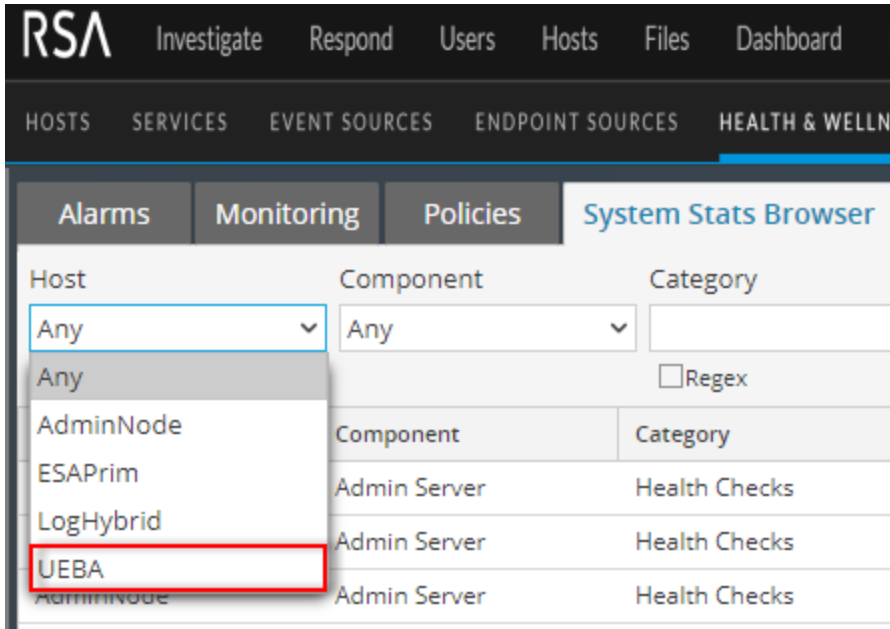 RSA Investigate Respond Users Hosts Files Dashboard
HOSTS SERVICES EVENT SOURCES ENDPOINT SOURCES HEALTH & WELLN
Alarms Monitoring Policies System Stats Browser
Host Component Category
Any Any
Any Regex
AdminNode Component Category
ESAPrim Admin Server Health Checks
LogHybrid Admin Server Health Checks
UEBA
AdminNode Admin Server Health Checks